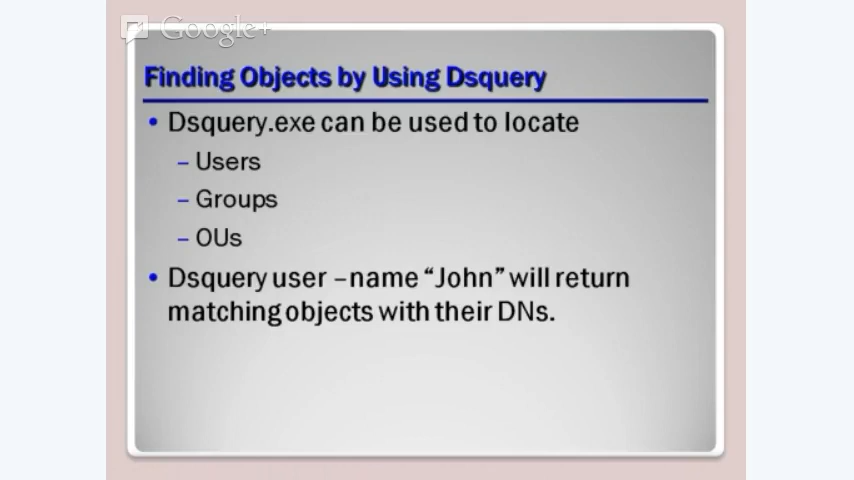 Google+
Finding Objects by Using Dsquery
• Dsquery.exe can be used to locate
– Users
– Groups
– OUs
• Dsquery user –name “John” will return
matching objects with their DNs.